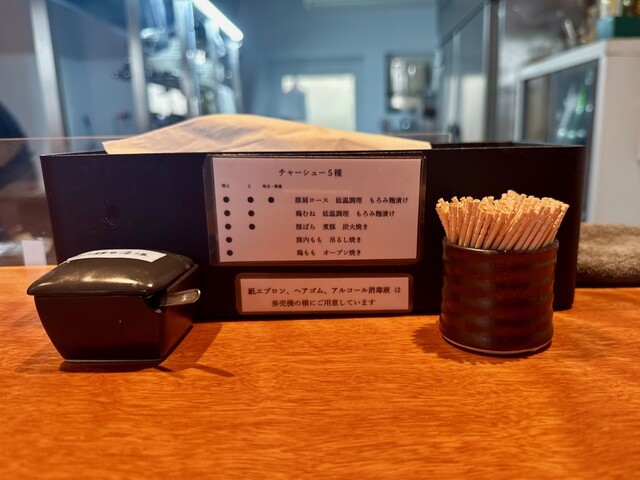 チャーシュー5種
豚肩ロース 低温調理 もろみ麹漬け
鶏むね 低温調理 もろみ麹漬け
豚ばら 煮豚 炭火焼き
豚内もも 吊るし焼き
鶏もも オーブン焼き
紙エプロン、ヘアゴム、アルコール消毒液 は
券売機の横にご用意しています